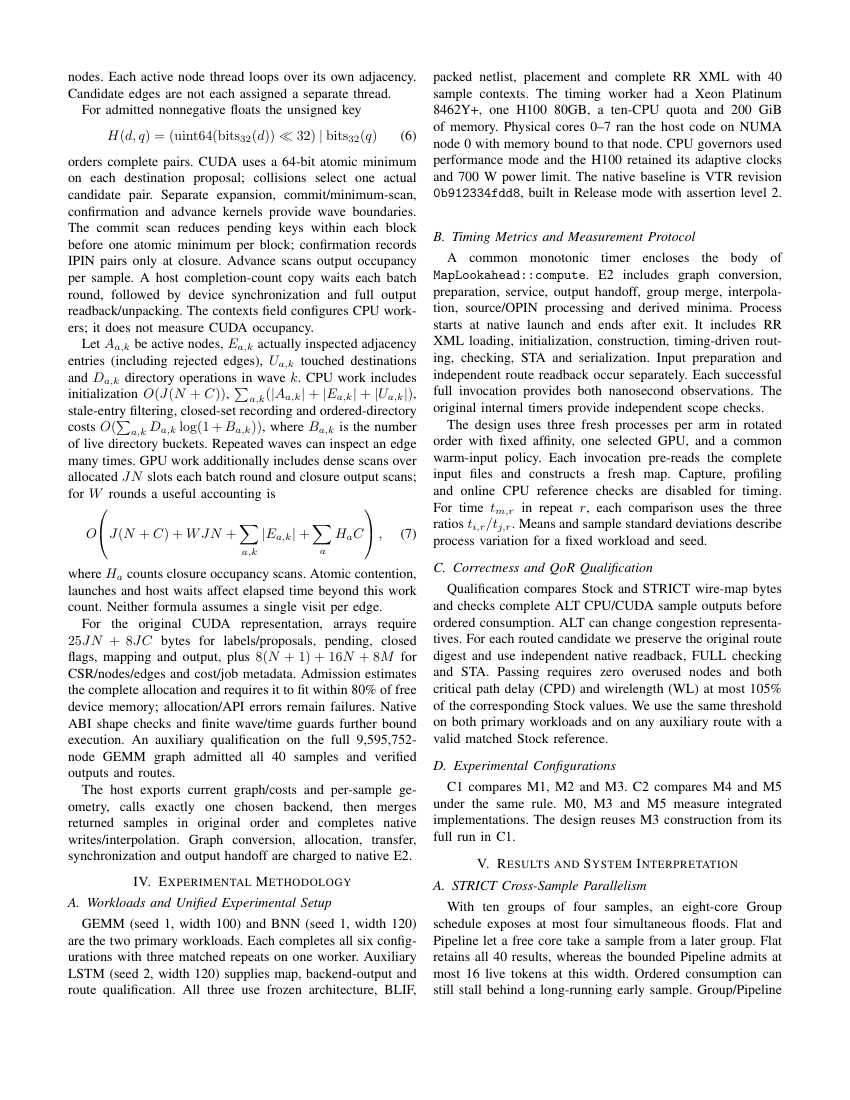 nodes. Each active node thread loops over its own adjacency.
Candidate edges are not each assigned a separate thread.
For admitted nonnegative floats the unsigned key
H(d, q) = (uint64(bits₃₂(d)) ≪ 32) | bits₃₂(q) (6)
orders complete pairs. CUDA uses a 64-bit atomic minimum
on each destination proposal; collisions select one actual
candidate pair. Separate expansion, commit/minimum-scan,
confirmation and advance kernels provide wave boundaries.
The commit scan reduces pending keys within each block
before one atomic minimum per block; confirmation records
IPIN pairs only at closure. Advance scans output occupancy
per sample. A host completion-count copy waits each batch
round, followed by device synchronization and full output
readback/unpacking. The contexts field configures CPU work-
ers; it does not measure CUDA occupancy.
Let A_{a,k} be active nodes, E_{a,k} actually inspected adjacency
entries (including rejected edges), U_{a,k} touched destinations
and D_{a,k} directory operations in wave k. CPU work includes
initialization O(J(N + C)), ∑_{a,k}(|A_{a,k}| + |E_{a,k}| + |U_{a,k}|),
stale-entry filtering, closed-set recording and ordered-directory
costs O(∑_{a,k} D_{a,k} log(1 + B_{a,k})), where B_{a,k} is the number
of live directory buckets. Repeated waves can inspect an edge
many times. GPU work additionally includes dense scans over
allocated JN slots each batch round and closure output scans;
for W rounds a useful accounting is
O(J(N + C) + WJN + ∑_{a,k} |E_{a,k}| + ∑_a H_aC), (7)
where H_a counts closure occupancy scans. Atomic contention,
launches and host waits affect elapsed time beyond this work
count. Neither formula assumes a single visit per edge.
For the original CUDA representation, arrays require
25JN + 8JC bytes for labels/proposals, pending, closed
flags, mapping and output, plus 8(N + 1) + 16N + 8M for
CSR/nodes/edges and cost/job metadata. Admission estimates
the complete allocation and requires it to fit within 80% of free
device memory; allocation/API errors remain failures. Native
ABI shape checks and finite wave/time guards further bound
execution. An auxiliary qualification on the full 9,595,752-
node GEMM graph admitted all 40 samples and verified
outputs and routes.
The host exports current graph/costs and per-sample ge-
ometry, calls exactly one chosen backend, then merges
returned samples in original order and completes native
writes/interpolation. Graph conversion, allocation, transfer,
synchronization and output handoff are charged to native E2.
IV. EXPERIMENTAL METHODOLOGY
A. Workloads and Unified Experimental Setup
GEMM (seed 1, width 100) and BNN (seed 1, width 120)
are the two primary workloads. Each completes all six config-
urations with three matched repeats on one worker. Auxiliary
LSTM (seed 2, width 120) supplies map, backend-output and
route qualification. All three use frozen architecture, BLIF,
packed netlist, placement and complete RR XML with 40
sample contexts. The timing worker had a Xeon Platinum
8462Y+, one H100 80GB, a ten-CPU quota and 200 GiB
of memory. Physical cores 0–7 ran the host code on NUMA
node 0 with memory bound to that node. CPU governors used
performance mode and the H100 retained its adaptive clocks
and 700 W power limit. The native baseline is VTR revision
0b912334fdd8, built in Release mode with assertion level 2.
B. Timing Metrics and Measurement Protocol
A common monotonic timer encloses the body of
MapLookahead::compute. E2 includes graph conversion,
preparation, service, output handoff, group merge, interpola-
tion, source/OPIN processing and derived minima. Process
starts at native launch and ends after exit. It includes RR
XML loading, initialization, construction, timing-driven rout-
ing, checking, STA and serialization. Input preparation and
independent route readback occur separately. Each successful
full invocation provides both nanosecond observations. The
original internal timers provide independent scope checks.
The design uses three fresh processes per arm in rotated
order with fixed affinity, one selected GPU, and a common
warm-input policy. Each invocation pre-reads the complete
input files and constructs a fresh map. Capture, profiling
and online CPU reference checks are disabled for timing.
For time t_{m,r} in repeat r, each comparison uses the three
ratios t_{i,r}/t_{j,r}. Means and sample standard deviations describe
process variation for a fixed workload and seed.
C. Correctness and QoR Qualification
Qualification compares Stock and STRICT wire-map bytes
and checks complete ALT CPU/CUDA sample outputs before
ordered consumption. ALT can change congestion representa-
tives. For each routed candidate we preserve the original route
digest and use independent native readback, FULL checking
and STA. Passing requires zero overused nodes and both
critical path delay (CPD) and wirelength (WL) at most 105%
of the corresponding Stock values. We use the same threshold
on both primary workloads and on any auxiliary route with a
valid matched Stock reference.
D. Experimental Configurations
C1 compares M1, M2 and M3. C2 compares M4 and M5
under the same rule. M0, M3 and M5 measure integrated
implementations. The design reuses M3 construction from its
full run in C1.
V. RESULTS AND SYSTEM INTERPRETATION
A. STRICT Cross-Sample Parallelism
With ten groups of four samples, an eight-core Group
schedule exposes at most four simultaneous floods. Flat and
Pipeline let a free core take a sample from a later group. Flat
retains all 40 results, whereas the bounded Pipeline admits at
most 16 live tokens at this width. Ordered consumption can
still stall behind a long-running early sample. Group/Pipeline